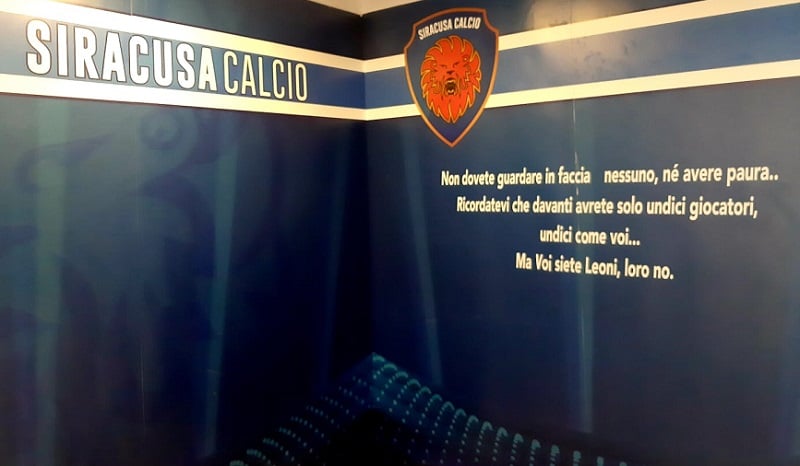 SIRACUSA CALCIO
SIRACUSA CALCIO
Non dovete guardare in faccia nessuno, né avere paura..
Ricordatevi che davanti avrete solo undici giocatori,
undici come voi...
Ma Voi siete Leoni, loro no.